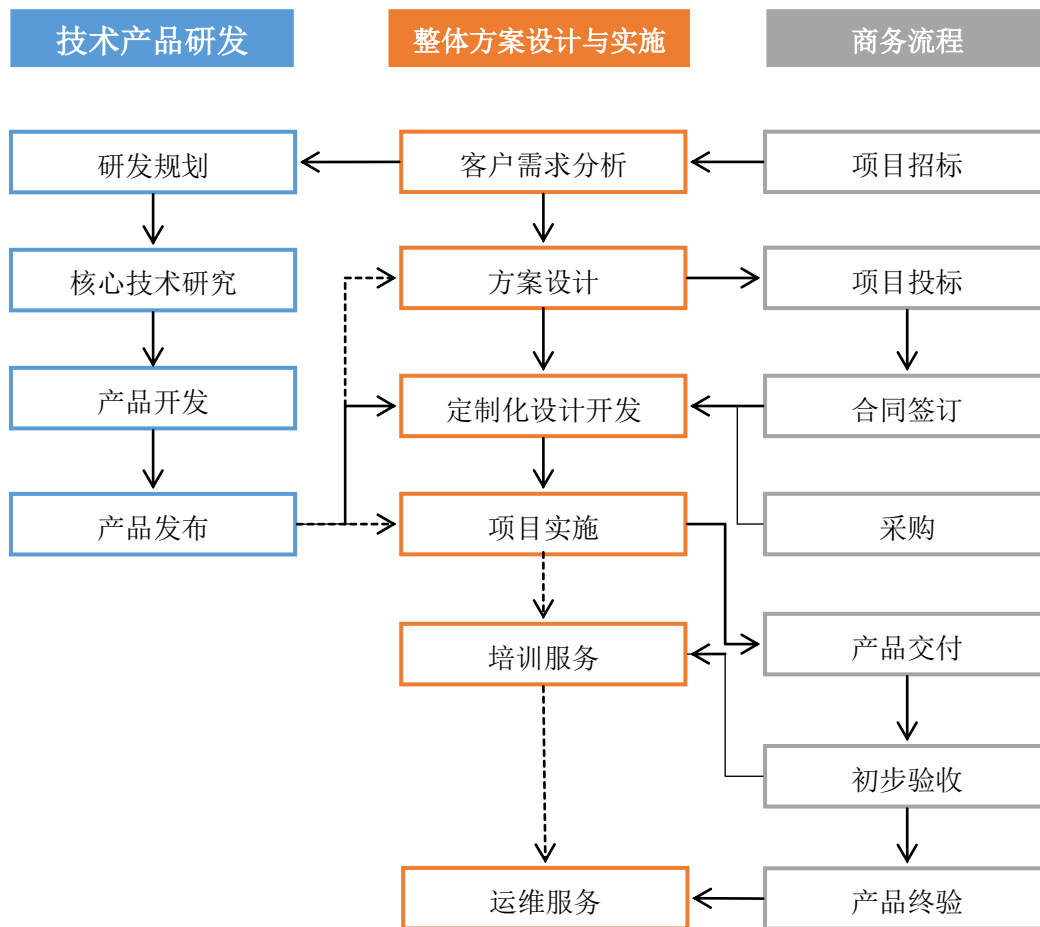 技术产品研发
整体方案设计与实施
商务流程
研发规划
客户需求分析
项目招标
核心技术研究
方案设计
项目投标
产品开发
定制化设计开发
合同签订
产品发布
项目实施
采购
培训服务
产品交付
初步验收
运维服务
产品终验